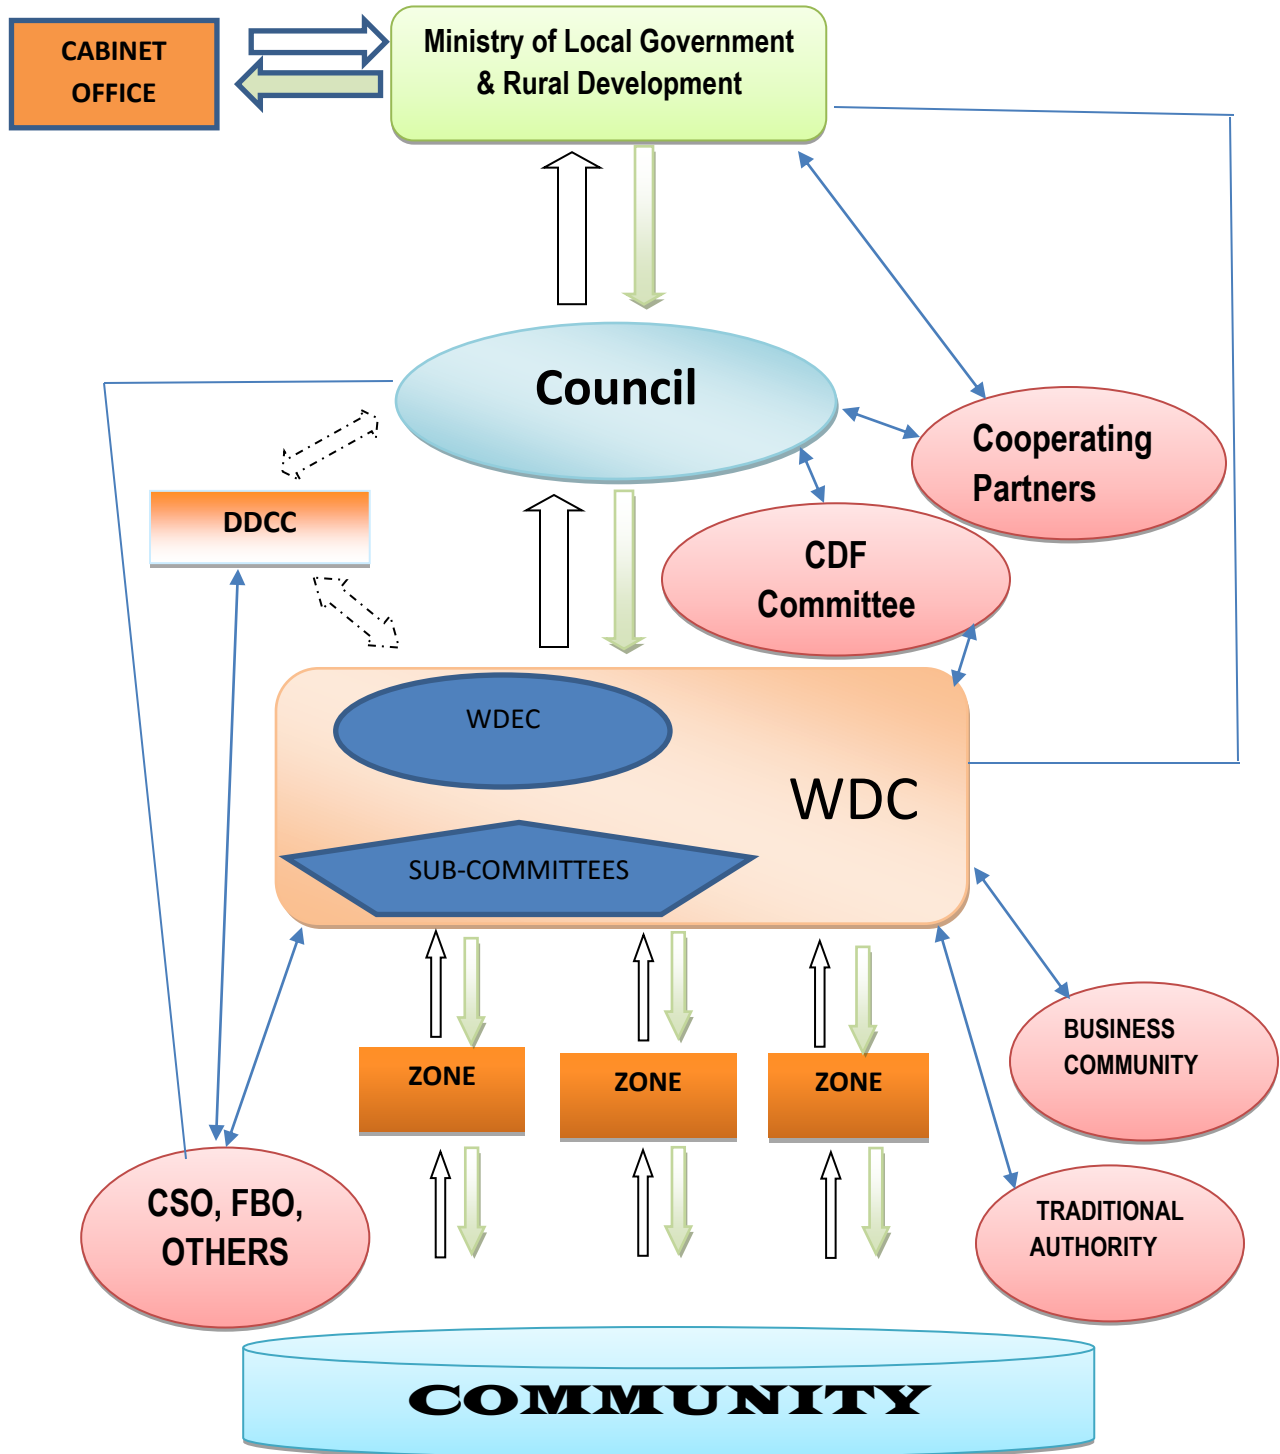 CABINET
OFFICE
Ministry of Local Government
& Rural Development
Council
Cooperating
Partners
DDCC
CDF
Committee
WDEC
WDC
SUB-COMMITTEES
BUSINESS
COMMUNITY
ZONE
ZONE
ZONE
CSO, FBO,
OTHERS
TRADITIONAL
AUTHORITY
COMMUNITY